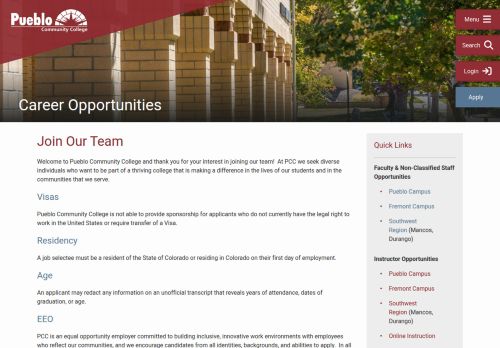 Pueblo
Community College
Menu
Search
Login
Apply
Career Opportunities
Join Our Team
Welcome to Pueblo Community College and thank you for your interest in joining our team!  At PCC we seek diverse
individuals who want to be part of a thriving college that is making a difference in the lives of our students and in the
communities that we serve.
Visas
Pueblo Community College is not able to provide sponsorship for applicants who do not currently have the legal right to
work in the United States or require transfer of a Visa.
Residency
A job selectee must be a resident of the State of Colorado or residing in Colorado on their first day of employment.
Age
An applicant may redact any information on an unofficial transcript that reveals years of attendance, dates of
graduation, or age.
EEO
PCC is an equal opportunity employer committed to building inclusive, innovative work environments with employees
who reflect our communities, and we encourage candidates from all identities, backgrounds, and abilities to apply  In all
Quick Links
Faculty & Non-Classified Staff
Opportunities
Pueblo Campus
Fremont Campus
Southwest
Region (Mancos,
Durango)
Instructor Opportunities
Pueblo Campus
Fremont Campus
Southwest
Region (Mancos,
Durango)
Online Instruction